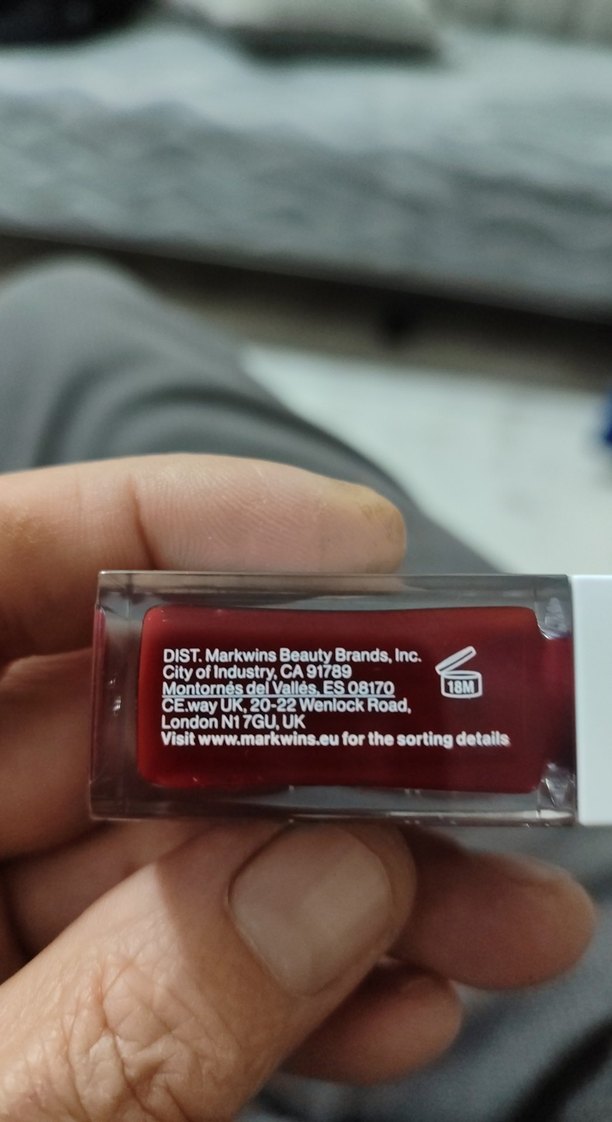 DIST. Markwins Beauty Brands, Inc.
City of Industry, CA 91789
Montornés del Vallés, ES 08170
CE.way UK, 20-22 Wenlock Road,
London N1 7GU, UK
Visit www.markwins.eu for the sorting details
18M